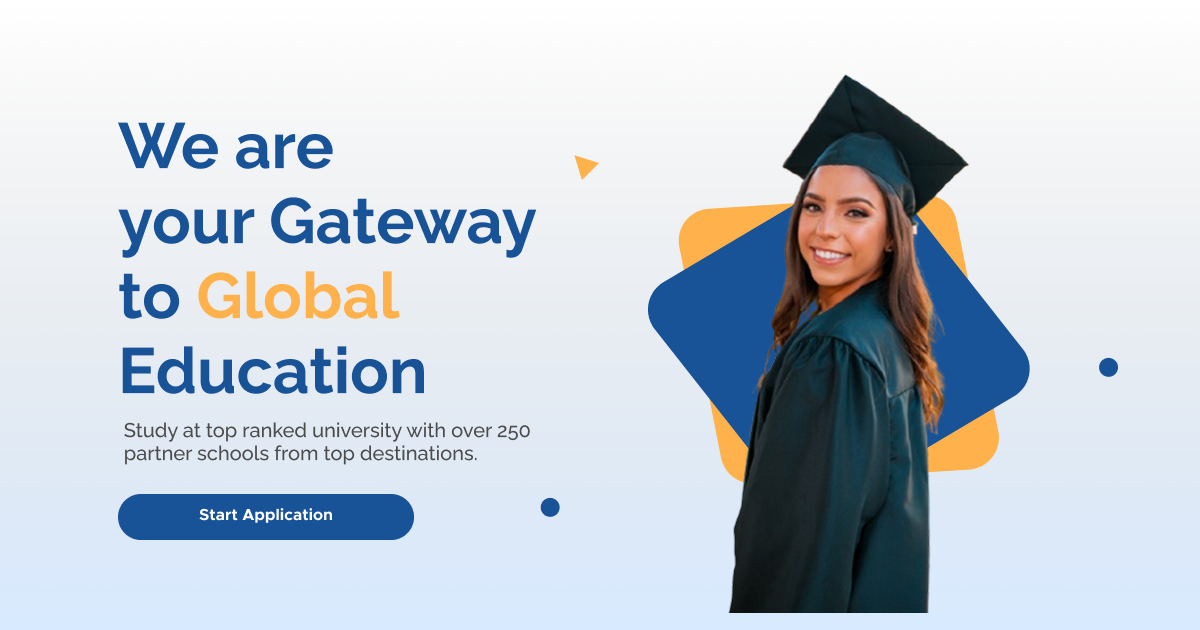 We are
your Gateway
to Global
Education
Study at top ranked university with over 250
partner schools from top destinations.
Start Application